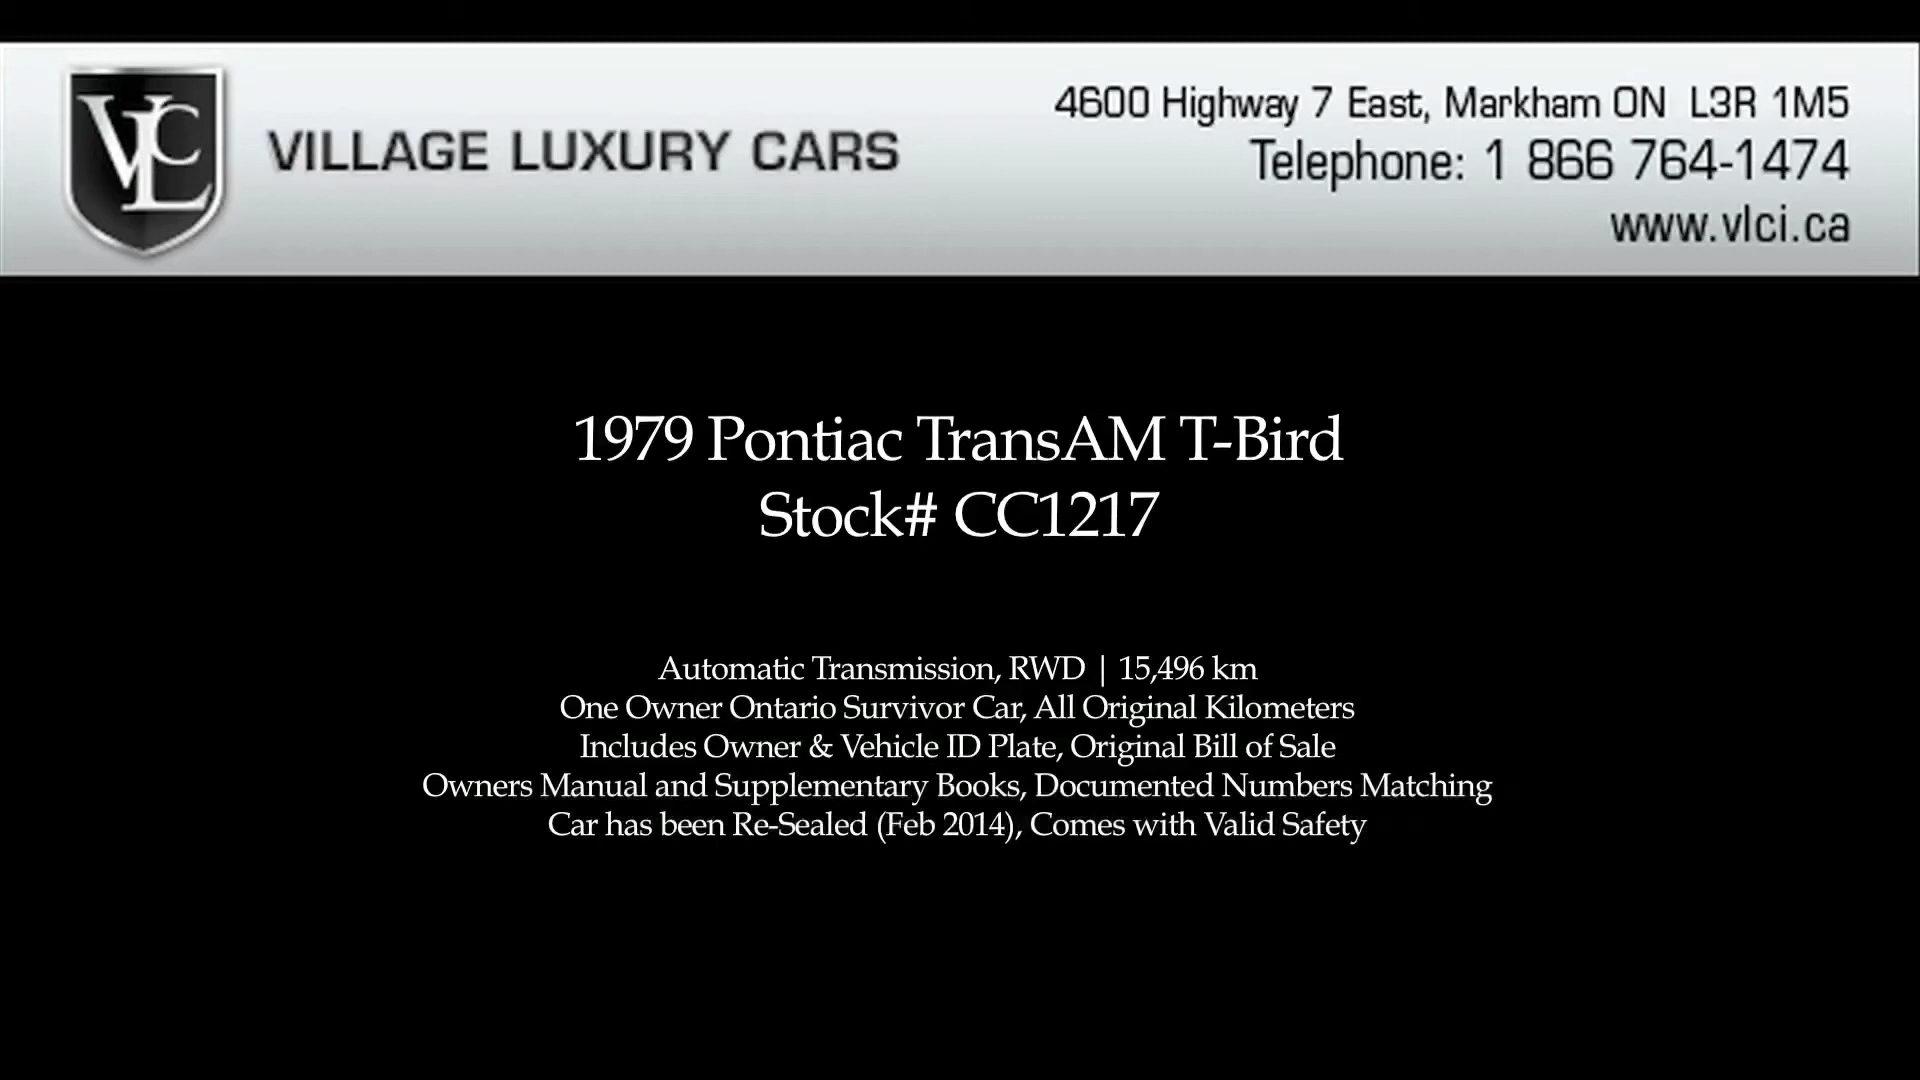 VLC
VILLAGE LUXURY CARS
4600 Highway 7 East, Markham ON L3R 1M5
Telephone: 1 866 764-1474
www.vlci.ca
1979 Pontiac TransAM T-Bird
Stock# CC1217
Automatic Transmission, RWD | 15,496 km
One Owner Ontario Survivor Car, All Original Kilometers
Includes Owner & Vehicle ID Plate, Original Bill of Sale
Owners Manual and Supplementary Books, Documented Numbers Matching
Car has been Re-Sealed (Feb 2014), Comes with Valid Safety